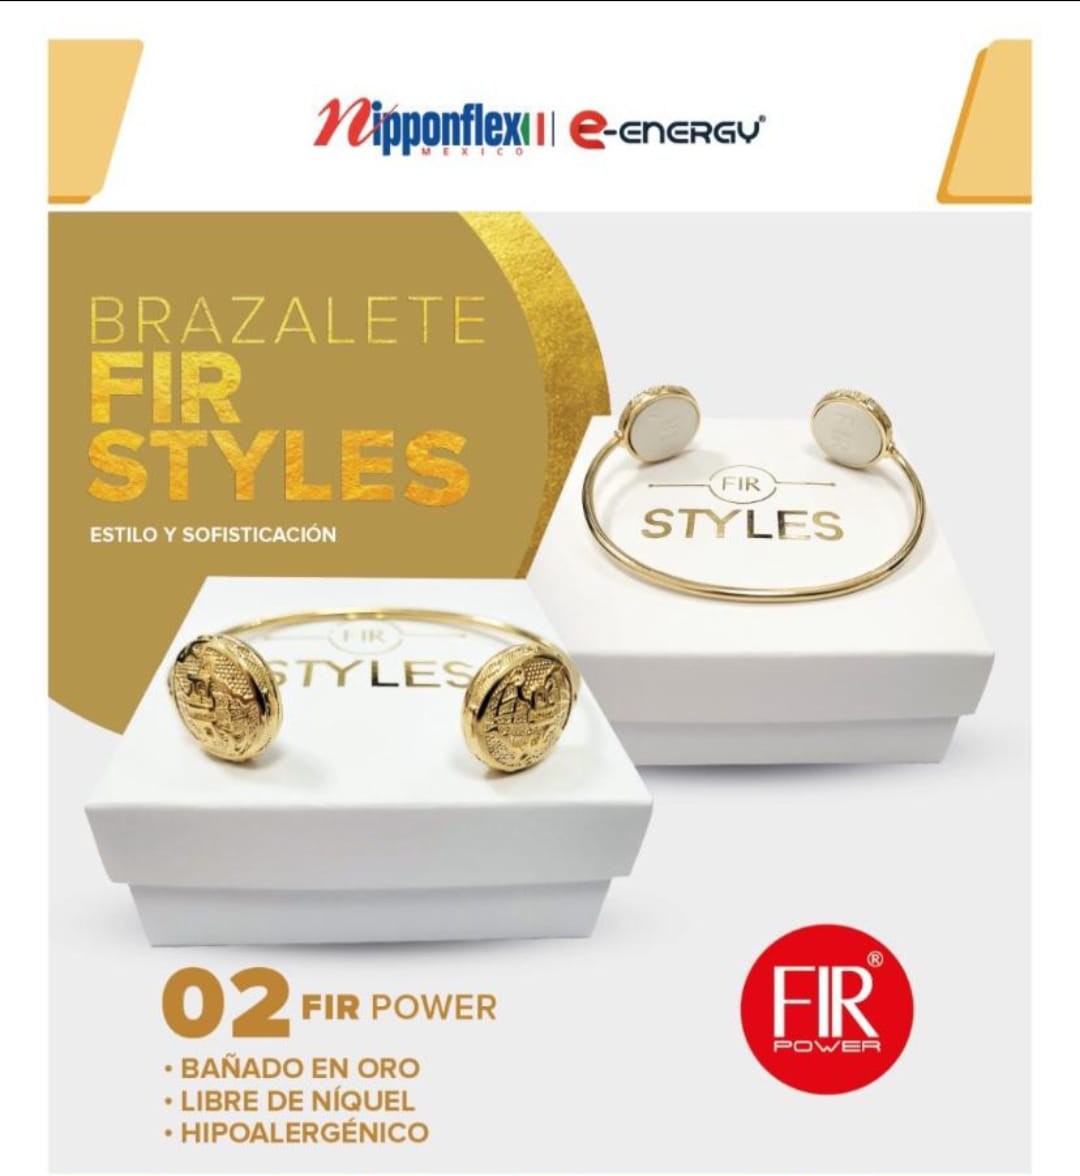 Nipponflex
MEXICO
e-ENERGY®
BRAZALETE
FIR
STYLES
ESTILO Y SOFISTICACIÓN
FIR
STYLES
FIR
STYLES
02 FIR POWER
• BAÑADO EN ORO
• LIBRE DE NÍQUEL
• HIPOALERGÉNICO
FIR®
POWER